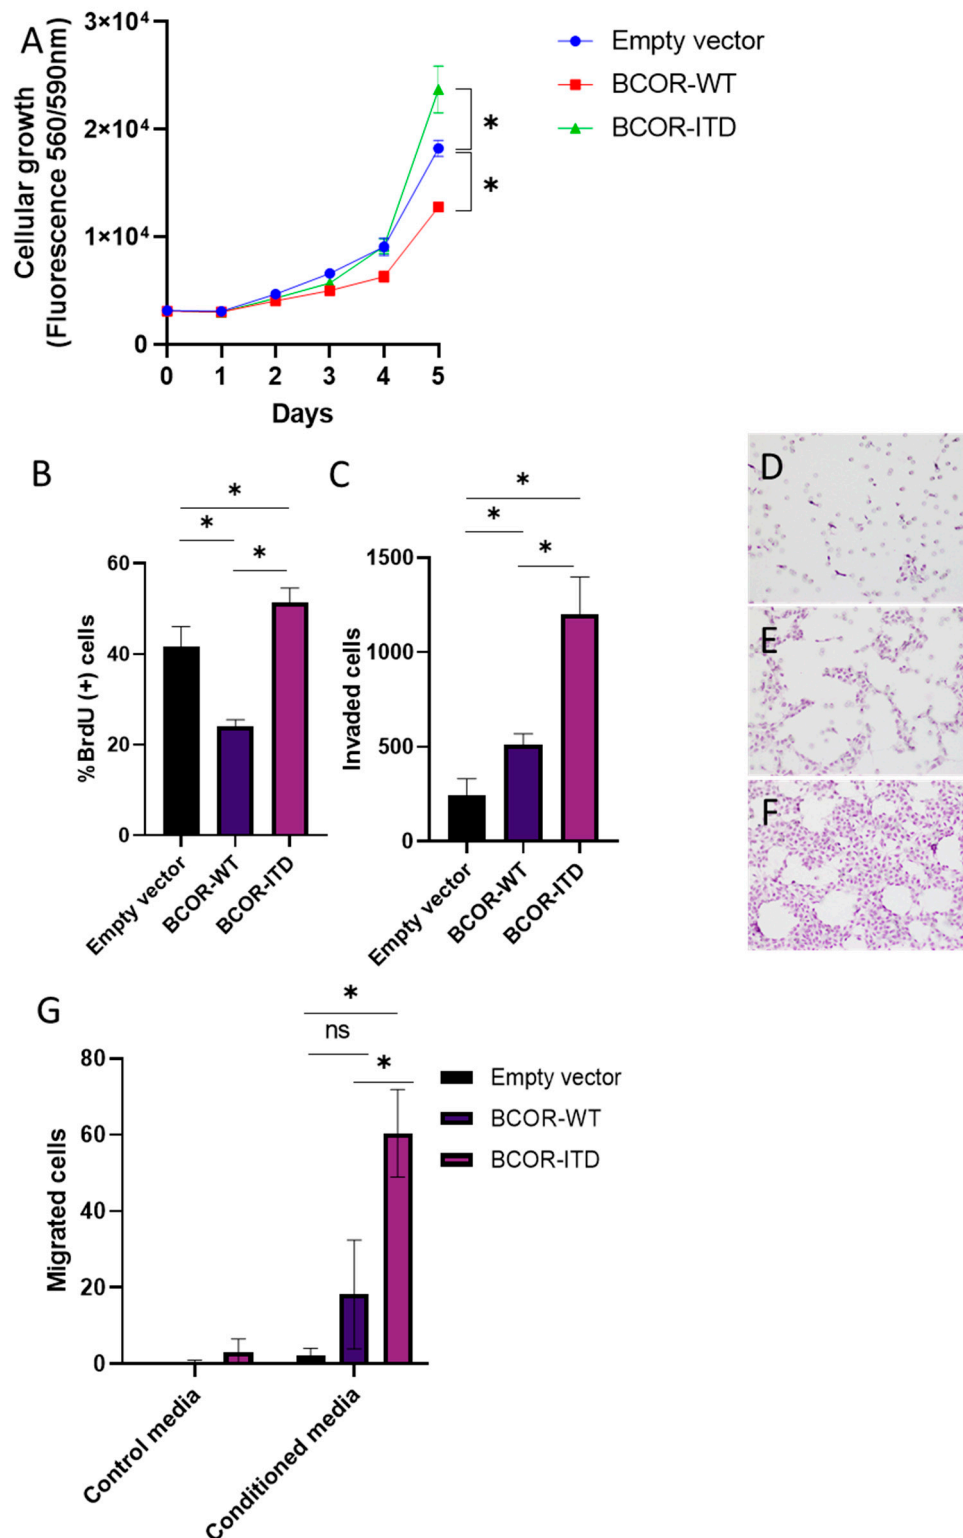 A
Cellular growth
(Fluorescence 560/590nm)
3×10⁴
2×10⁴
1×10⁴
0
0 1 2 3 4 5
Days
Empty vector
BCOR-WT
BCOR-ITD
*
*
B
*
*
*
%BrdU (+) cells
60
40
20
0
Empty vector
BCOR-WT
BCOR-ITD
C
*
*
*
Invaded cells
1500
1000
500
0
Empty vector
BCOR-WT
BCOR-ITD
D
E
F
G
*
ns
*
Migrated cells
80
60
40
20
0
Control media
Conditioned media
Empty vector
BCOR-WT
BCOR-ITD